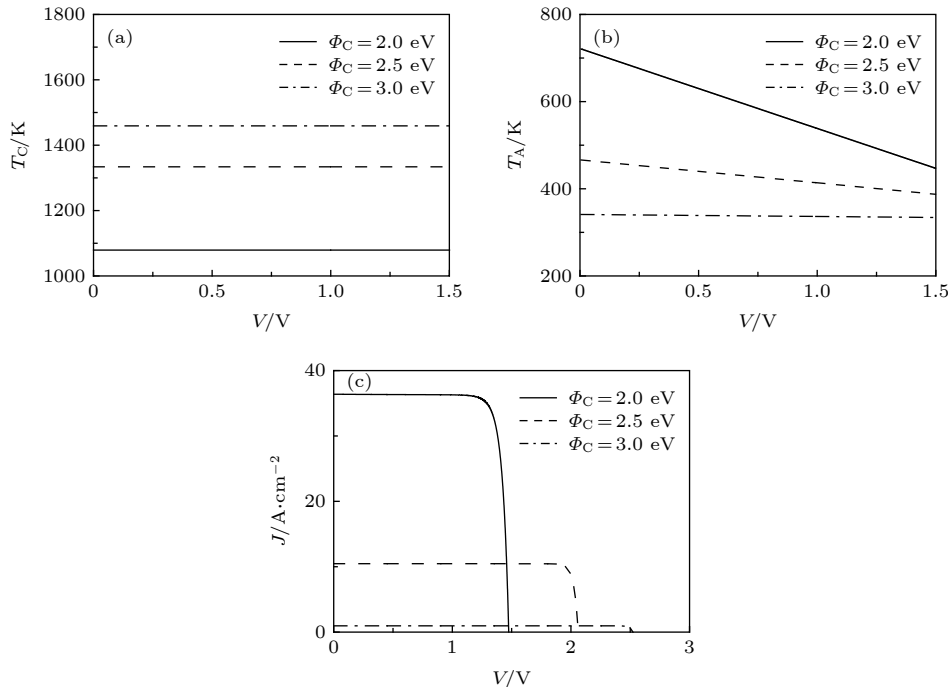 (a)
Φ_C = 2.0 eV
Φ_C = 2.5 eV
Φ_C = 3.0 eV
1800
1600
1400
1200
1000
T_C/K
0
0.5
1.0
1.5
V/V
(b)
Φ_C = 2.0 eV
Φ_C = 2.5 eV
Φ_C = 3.0 eV
800
600
400
200
T_A/K
0
0.5
1.0
1.5
V/V
(c)
Φ_C = 2.0 eV
Φ_C = 2.5 eV
Φ_C = 3.0 eV
40
20
0
J/A·cm⁻²
0
1
2
3
V/V